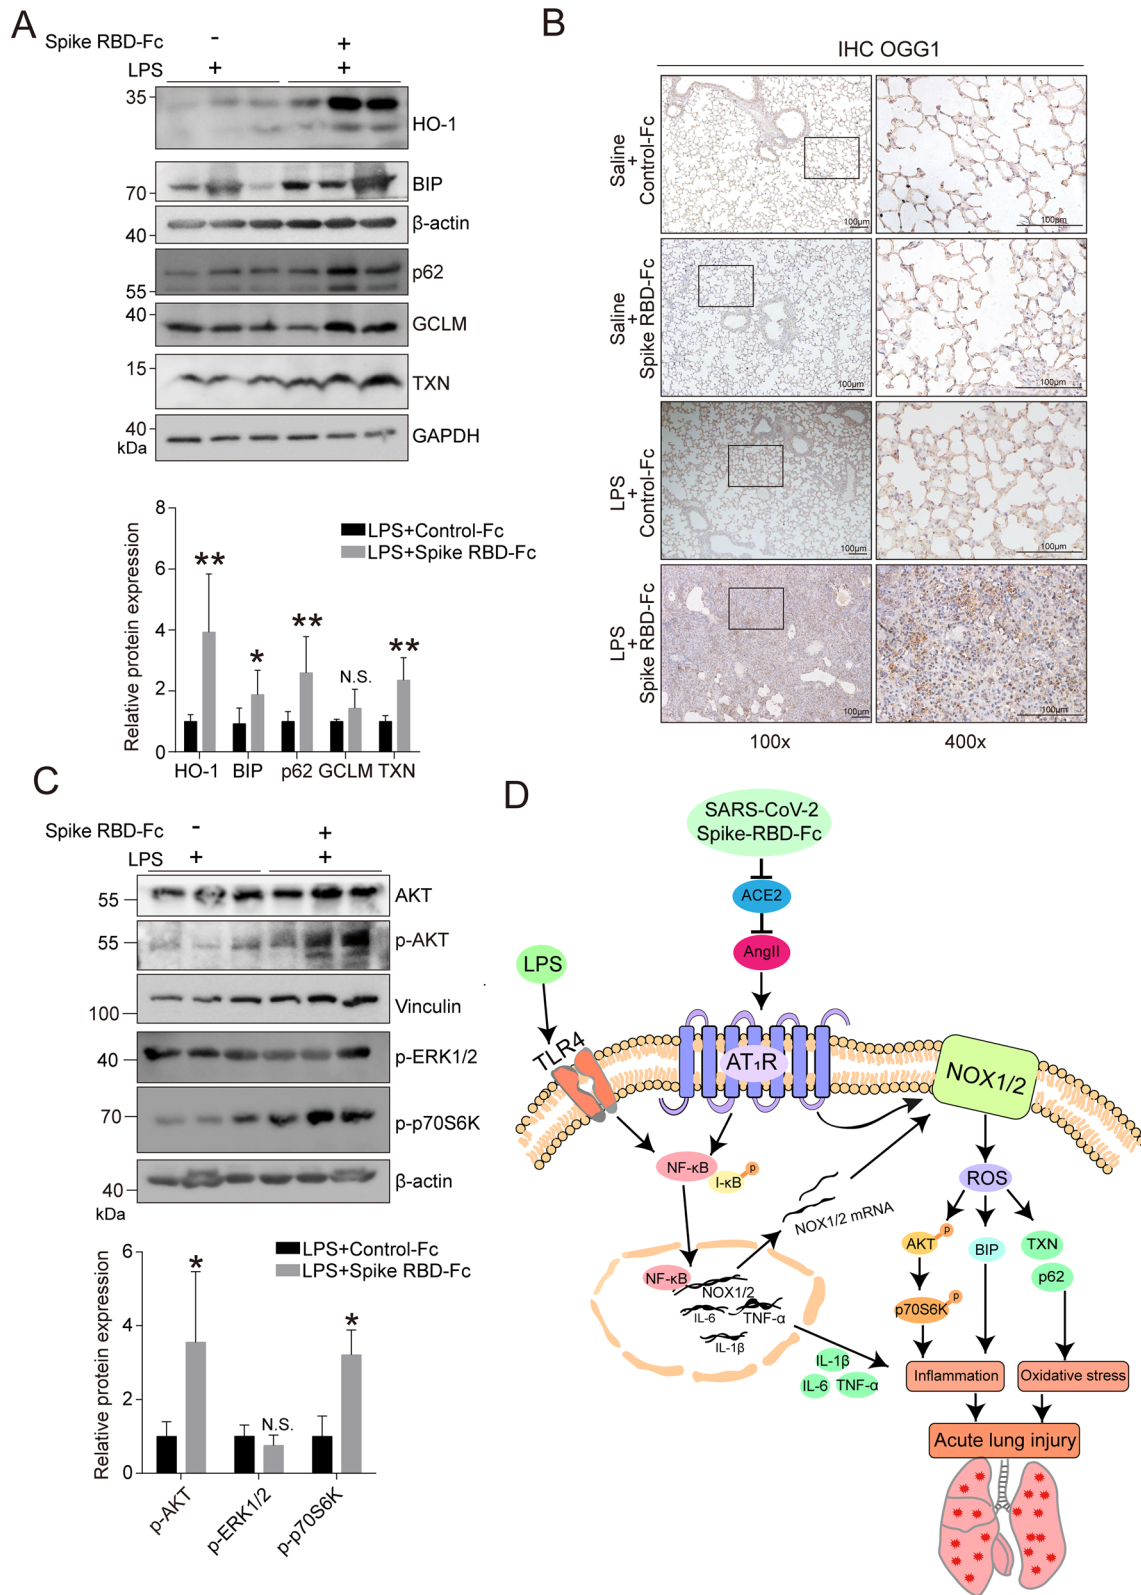 A
Spike RBD-Fc - +
LPS + +
35
HO-1
BIP
70
β-actin
40
p62
55
40
GCLM
15
TXN
40
kDa
GAPDH
8
6
4
2
0
Relative protein expression
LPS+Control-Fc
LPS+Spike RBD-Fc
**
*
**
N.S.
**
HO-1 BIP p62 GCLM TXN
B
IHC OGG1
Saline
+
Control-Fc
100μm
100μm
Saline
+
Spike RBD-Fc
100μm
100μm
LPS
+
Control-Fc
100μm
100μm
LPS
+
Spike RBD-Fc
100μm
100μm
100x 400x
C
Spike RBD-Fc - +
LPS + +
55
AKT
55
p-AKT
100
Vinculin
40
p-ERK1/2
70
p-p70S6K
40
β-actin
kDa
6
4
2
0
Relative protein expression
LPS+Control-Fc
LPS+Spike RBD-Fc
*
N.S.
*
p-AKT
p-ERK1/2
p-p70S6K
D
SARS-CoV-2
Spike-RBD-Fc
ACE2
AngII
LPS
TLR4
AT₁R
NOX1/2
NF-κB
I-κB
p
NOX1/2 mRNA
ROS
AKT
p
BIP
TXN
p62
p70S6K
p
NF-κB
NOX1/2
IL-6
TNF-α
IL-1β
IL-1β
IL-6
TNF-α
Inflammation
Oxidative stress
Acute lung injury